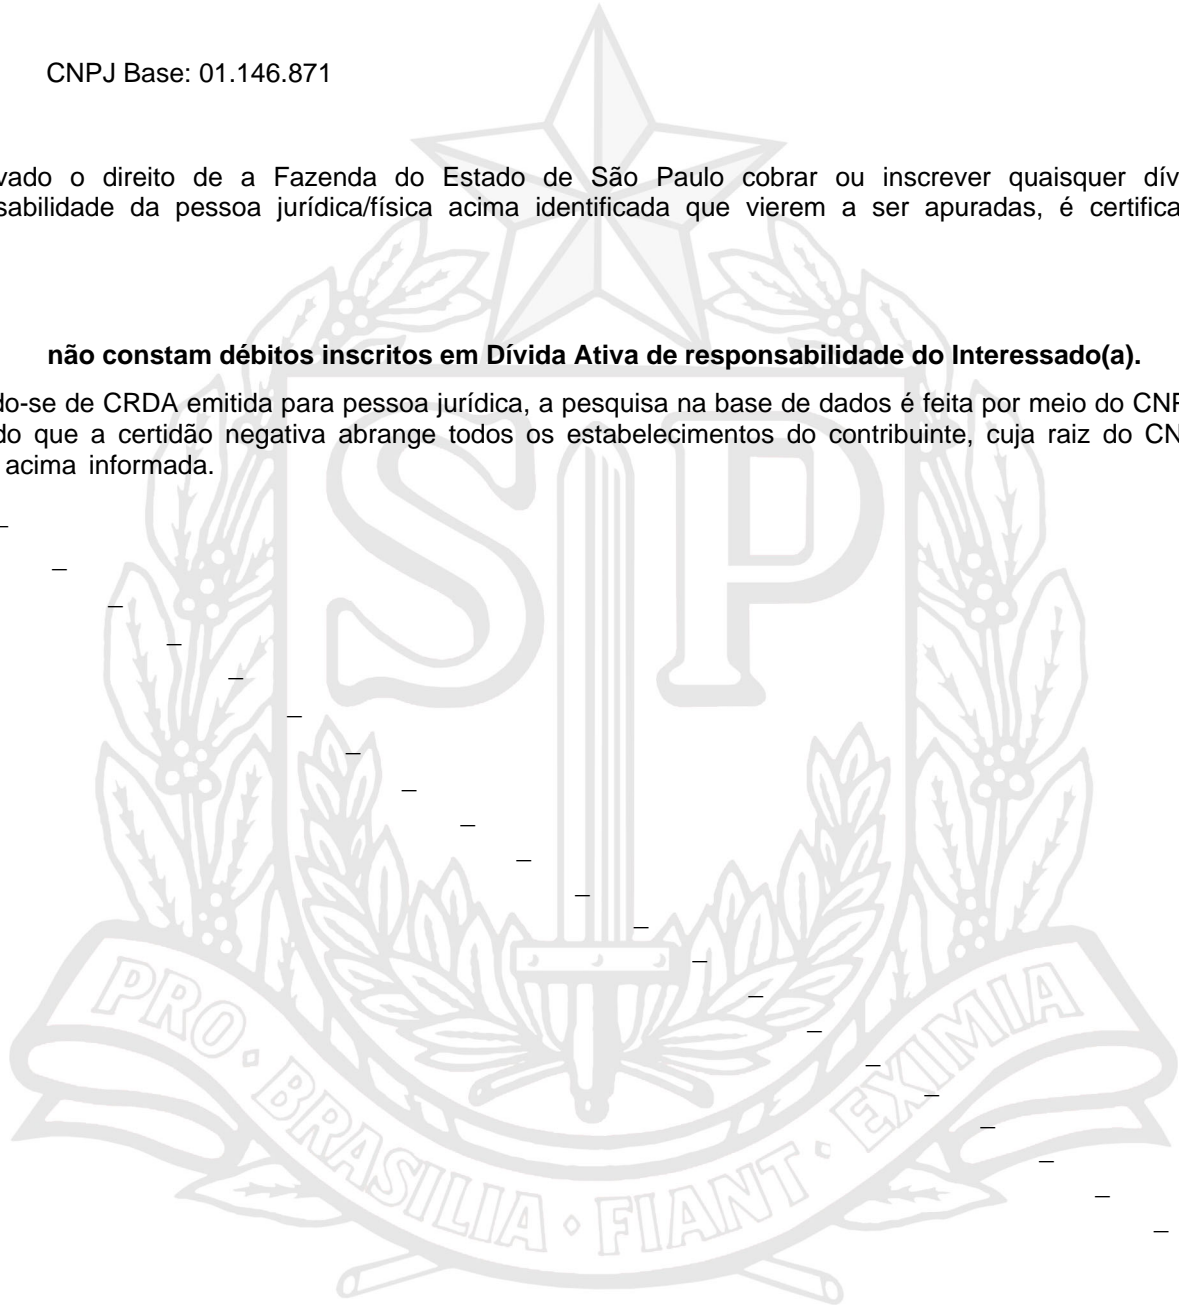 CNPJ Base: 01.146.871
vado o direito de a Fazenda do Estado de São Paulo cobrar ou inscrever quaisquer dív
sabilidade da pessoa jurídica/física acima identificada que vierem a ser apuradas, é certifica
não constam débitos inscritos em Dívida Ativa de responsabilidade do Interessado(a).
do-se de CRDA emitida para pessoa jurídica, a pesquisa na base de dados é feita por meio do CNP
do que a certidão negativa abrange todos os estabelecimentos do contribuinte, cuja raiz do CN
acima informada.
SP
PRO · BRASILIA · FIANT · EXIMIA